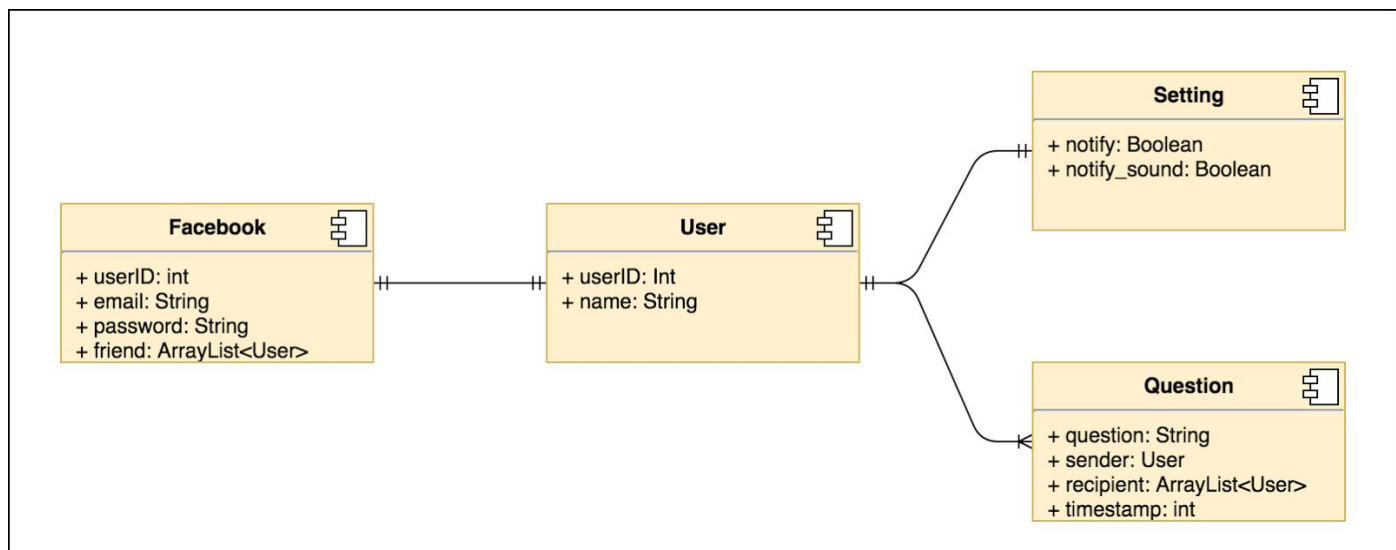 Facebook
+ userID: int
+ email: String
+ password: String
+ friend: ArrayList<User>
User
+ userID: Int
+ name: String
Setting
+ notify: Boolean
+ notify_sound: Boolean
Question
+ question: String
+ sender: User
+ recipient: ArrayList<User>
+ timestamp: int